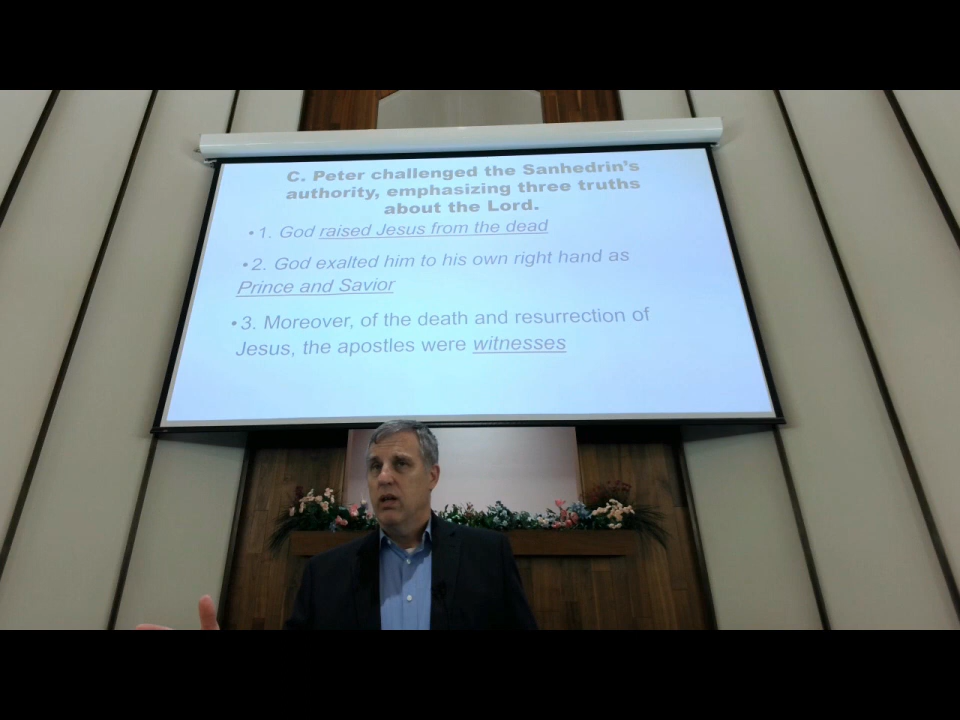 C. Peter challenged the Sanhedrin's
authority, emphasizing three truths
about the Lord.
• 1. God raised Jesus from the dead
• 2. God exalted him to his own right hand as
Prince and Savior
• 3. Moreover, of the death and resurrection of
Jesus, the apostles were witnesses